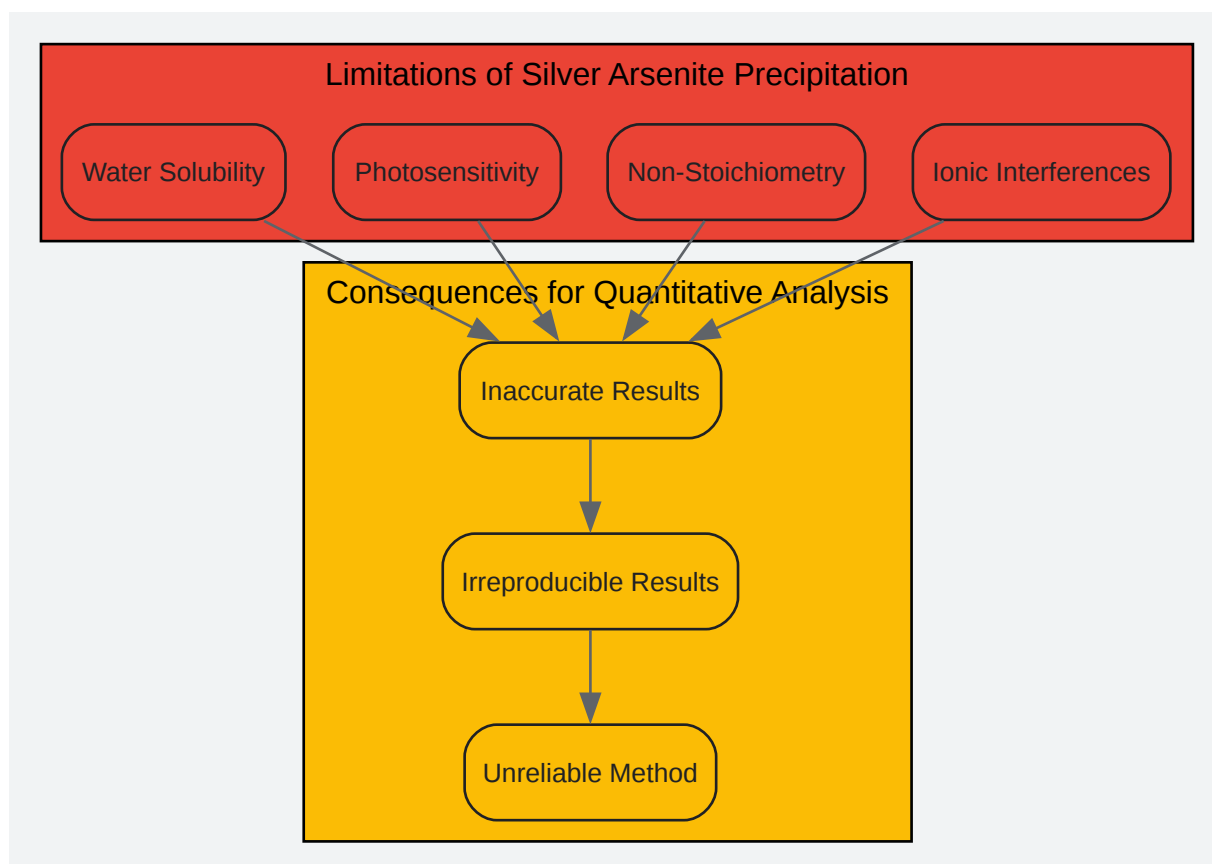 Limitations of Silver Arsenite Precipitation
Water Solubility
Photosensitivity
Non-Stoichiometry
Ionic Interferences
Consequences for Quantitative Analysis
Inaccurate Results
Irreproducible Results
Unreliable Method